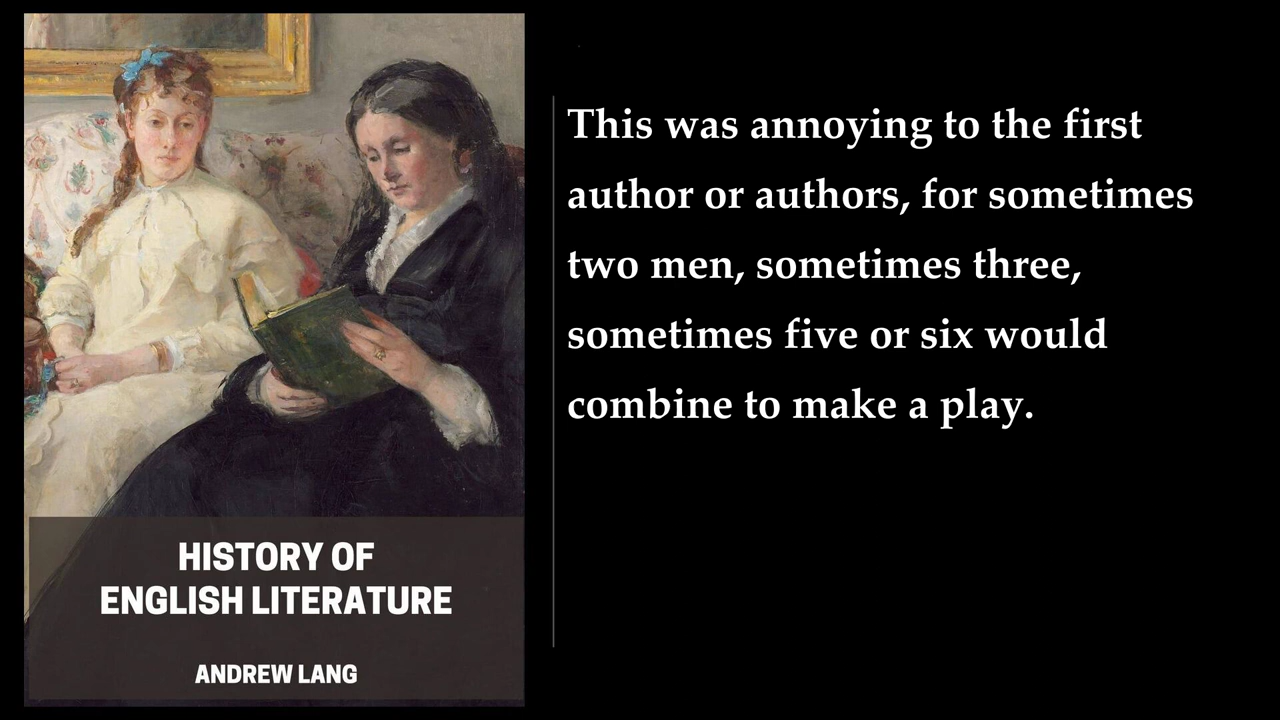 This was annoying to the first
author or authors, for sometimes
two men, sometimes three,
sometimes five or six would
combine to make a play.
HISTORY OF
ENGLISH LITERATURE
ANDREW LANG